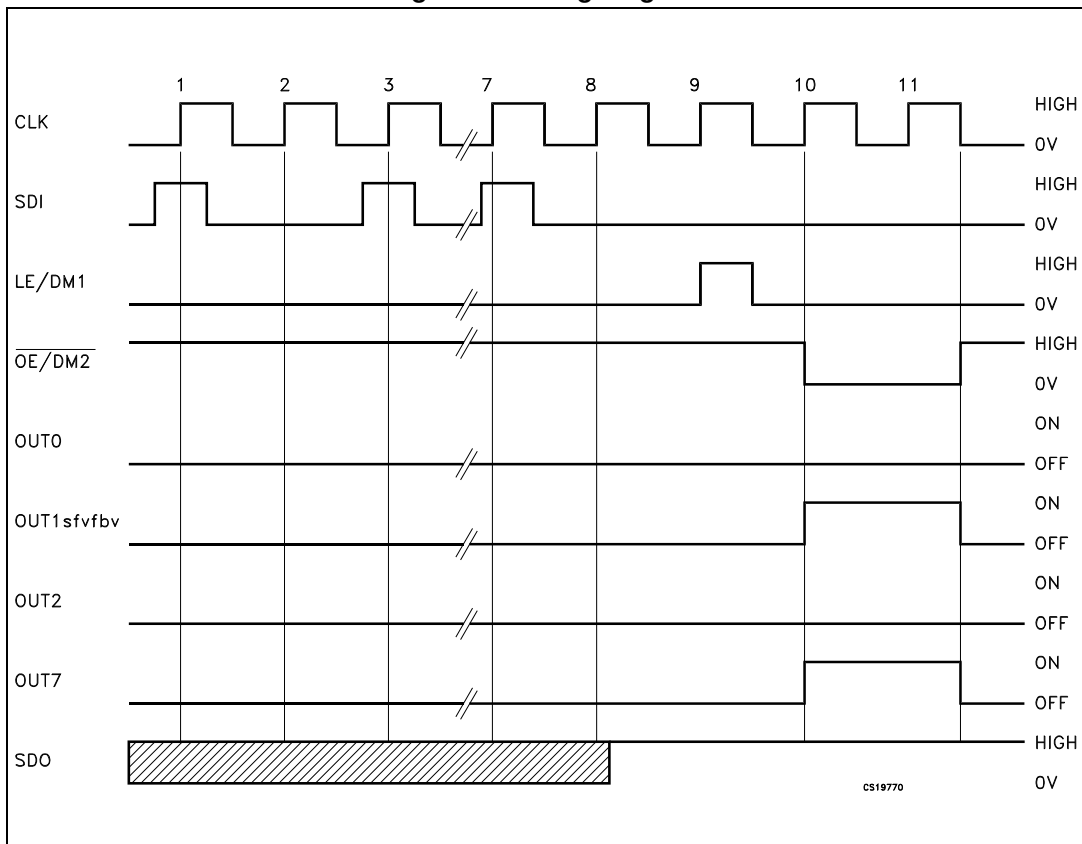 1 2 3 7 8 9 10 11
CLK
HIGH
0V
SDI
HIGH
0V
LE/DM1
HIGH
0V
OE/DM2
HIGH
0V
OUT0
ON
OFF
OUT1sfvfbv
ON
OFF
OUT2
ON
OFF
OUT7
ON
OFF
SDO
HIGH
0V
CS19770